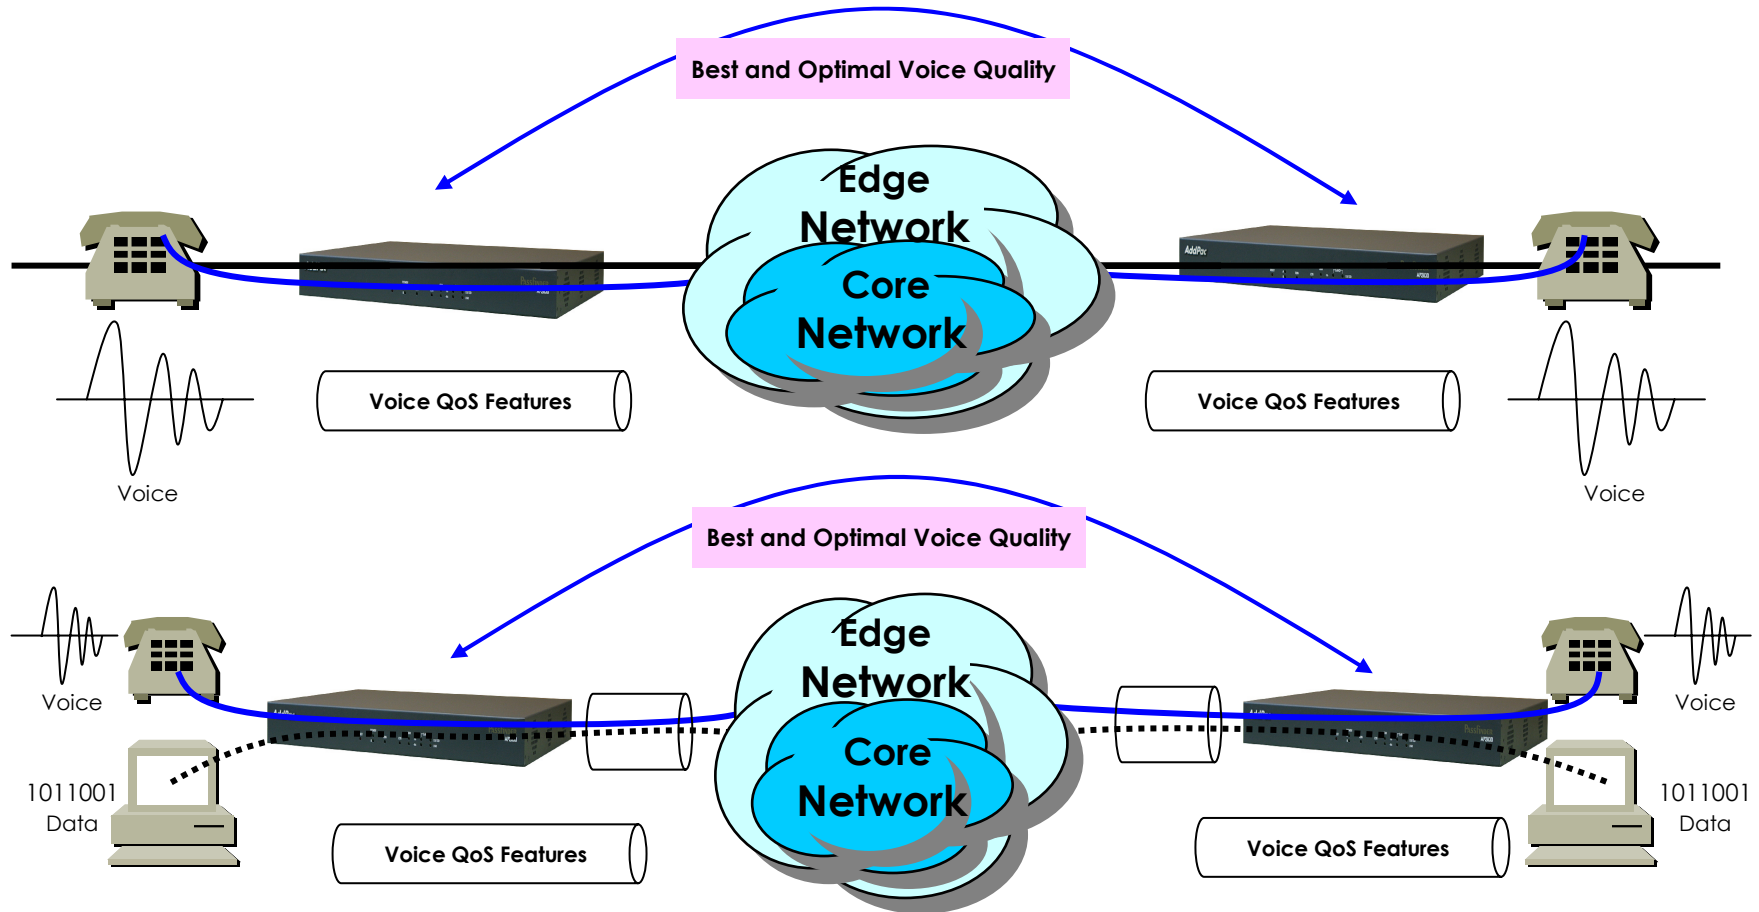 Best and Optimal Voice Quality
Edge
Network
Core
Network
AddPac
Voice QoS Features
Voice QoS Features
Voice
Voice
Best and Optimal Voice Quality
Edge
Network
Core
Network
Voice
Voice
1011001
Data
1011001
Data
Voice QoS Features
Voice QoS Features